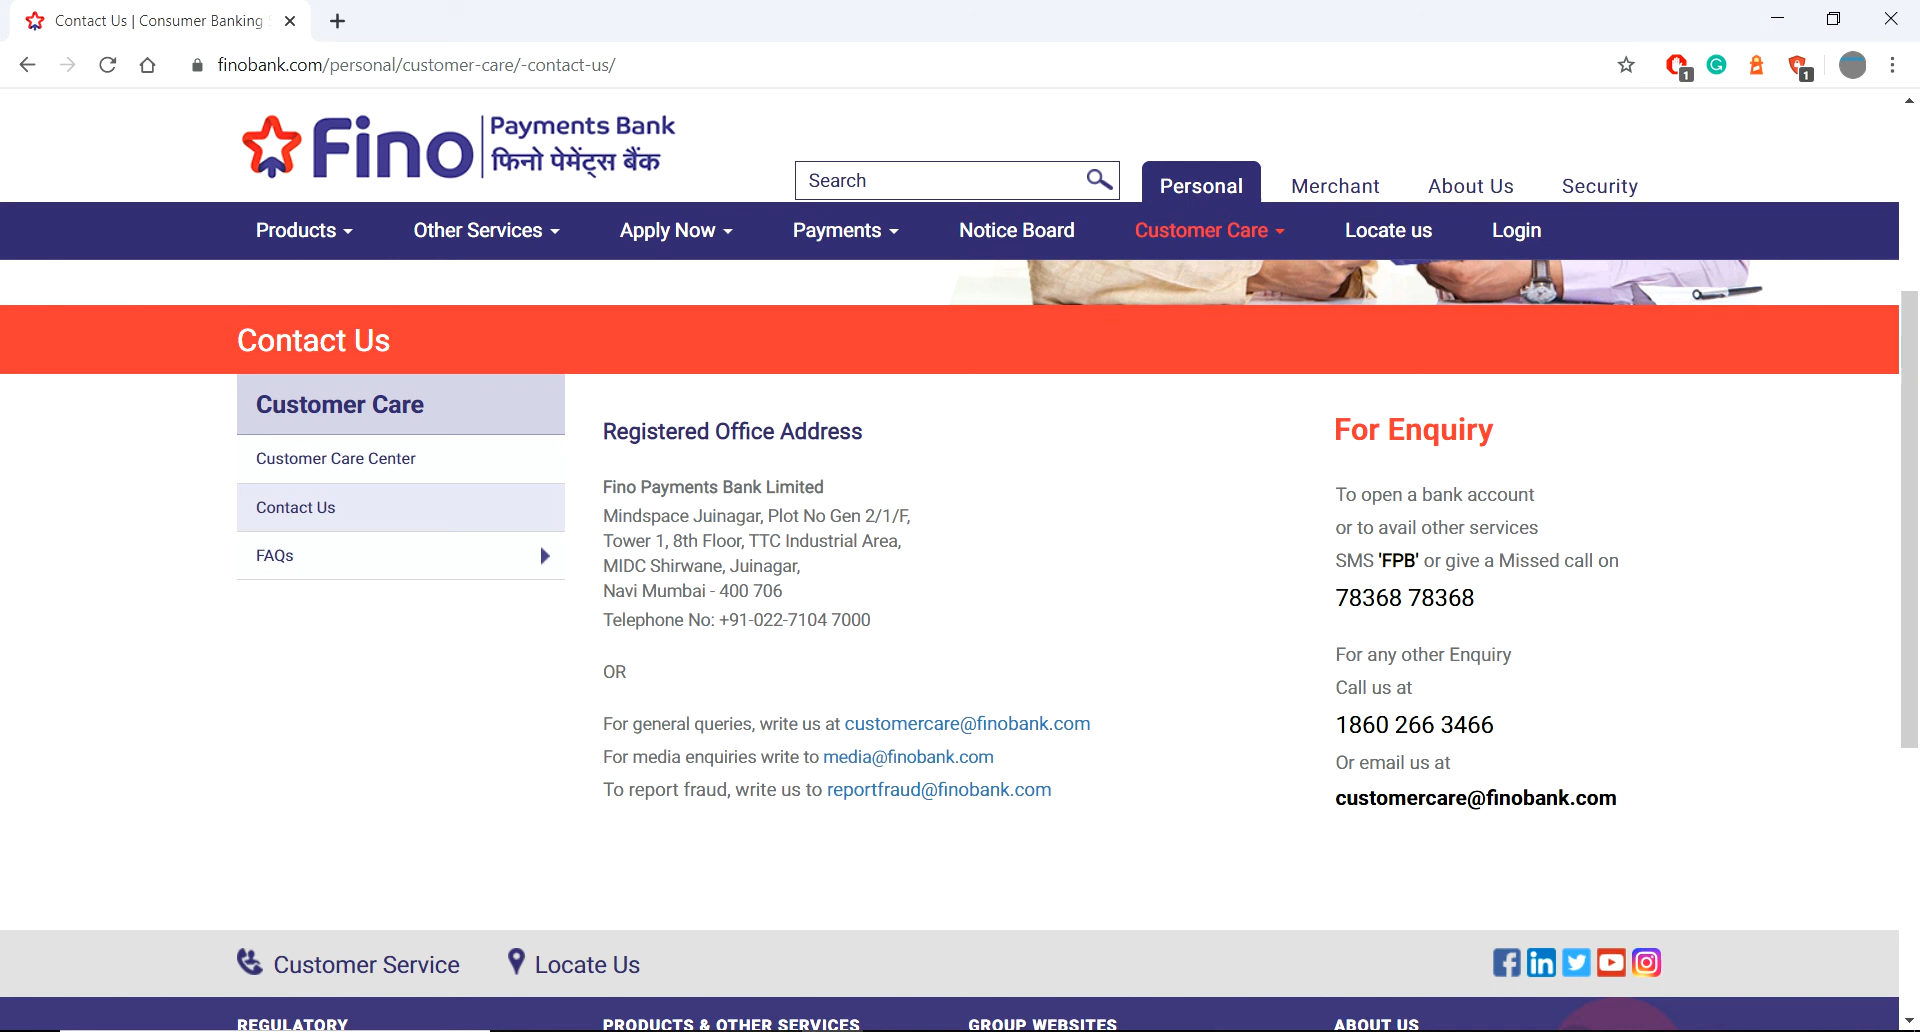 Contact Us | Consumer Banking
finobank.com/personal/customer-care/-contact-us/
1
1
Fino
Payments Bank
फिनो पेमेंट्स बैंक
Search
Personal
Merchant
About Us
Security
Products
Other Services
Apply Now
Payments
Notice Board
Customer Care
Locate us
Login
Contact Us
Customer Care
Customer Care Center
Contact Us
FAQs
Registered Office Address
Fino Payments Bank Limited
Mindspace Juinagar, Plot No Gen 2/1/F,
Tower 1, 8th Floor, TTC Industrial Area,
MIDC Shirwane, Juinagar,
Navi Mumbai - 400 706
Telephone No: +91-022-7104 7000
OR
For general queries, write us at customercare@finobank.com
For media enquiries write to media@finobank.com
To report fraud, write us to reportfraud@finobank.com
For Enquiry
To open a bank account
or to avail other services
SMS 'FPB' or give a Missed call on
78368 78368
For any other Enquiry
Call us at
1860 266 3466
Or email us at
customercare@finobank.com
Customer Service
Locate Us
REGULATORY
PRODUCTS & OTHER SERVICES
GROUP WEBSITES
ABOUT US